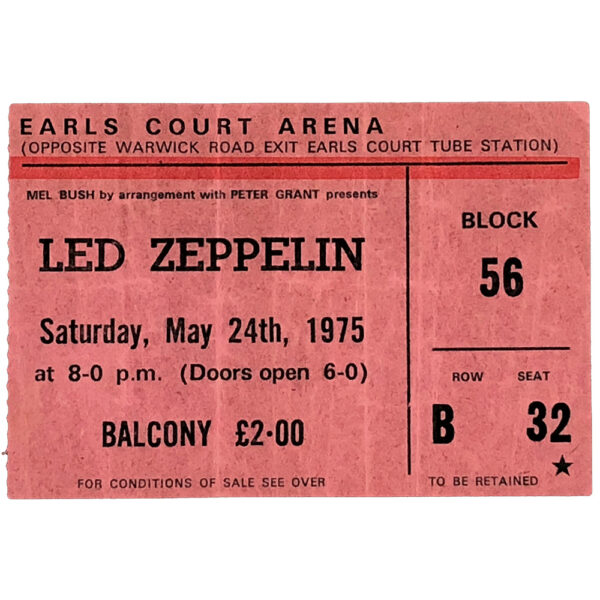 EARLS COURT ARENA
(OPPOSITE WARWICK ROAD EXIT EARLS COURT TUBE STATION)
MEL BUSH by arrangement with PETER GRANT presents
LED ZEPPELIN
Saturday, May 24th, 1975
at 8-0 p.m. (Doors open 6-0)
BALCONY £2·00
FOR CONDITIONS OF SALE SEE OVER
BLOCK
56
ROW SEAT
B 32
TO BE RETAINED